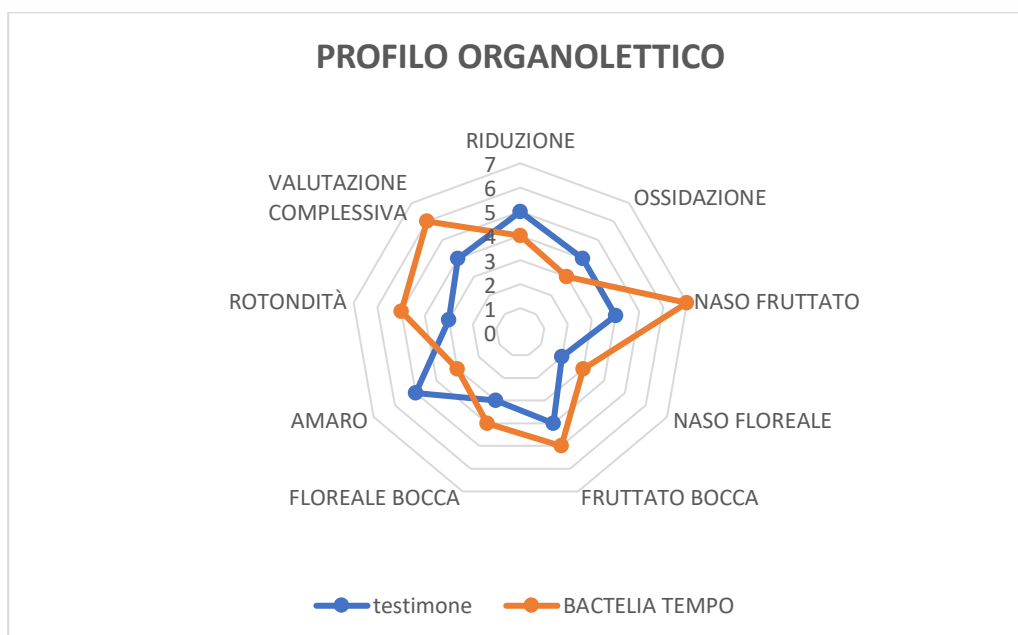 PROFILO ORGANOLETTICO
RIDUZIONE
OSSIDAZIONE
NASO FRUTTATO
NASO FLOREALE
FRUTTATO BOCCA
FLOREALE BOCCA
AMARO
ROTONDITÀ
VALUTAZIONE
COMPLESSIVA
7
6
5
4
3
2
1
0
testimone
BACTELIA TEMPO